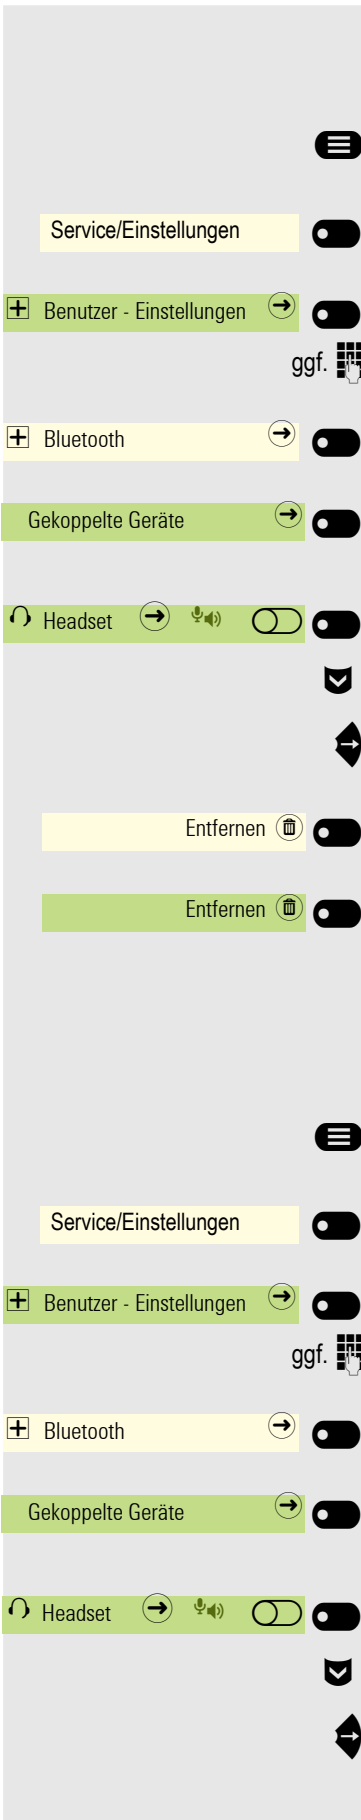 Service/Einstellungen
Benutzer - Einstellungen
ggf.
Bluetooth
Gekoppelte Geräte
Headset
Entfernen
Entfernen
Service/Einstellungen
Benutzer - Einstellungen
ggf.
Bluetooth
Gekoppelte Geräte
Headset